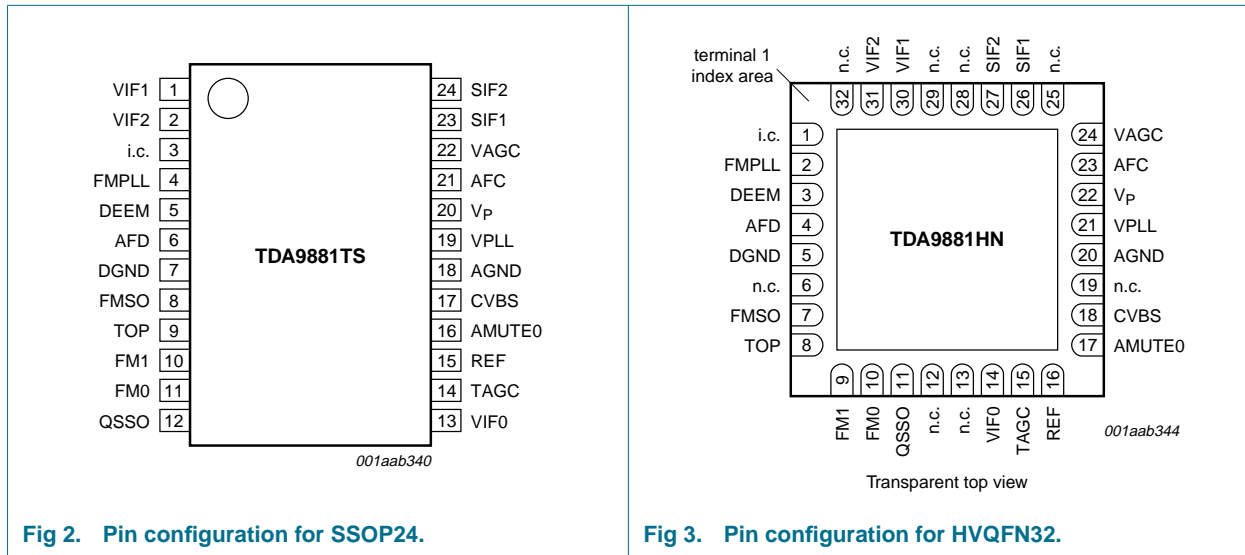 VIF1 1
VIF2 2
i.c. 3
FMPLL 4
DEEM 5
AFD 6
DGND 7
FMSO 8
TOP 9
FM1 10
FM0 11
QSSO 12
TDA9881TS
24 SIF2
23 SIF1
22 VAGC
21 AFC
20 VP
19 VPLL
18 AGND
17 CVBS
16 AMUTE0
15 REF
14 TAGC
13 VIF0
001aab340
Fig 2. Pin configuration for SSOP24.
terminal 1
index area
n.c. 32
VIF2 31
VIF1 30
n.c. 29
n.c. 28
SIF2 27
SIF1 26
n.c. 25
i.c. 1
FMPLL 2
DEEM 3
AFD 4
DGND 5
n.c. 6
FMSO 7
TOP 8
TDA9881HN
24 VAGC
23 AFC
22 VP
21 VPLL
20 AGND
19 n.c.
18 CVBS
17 AMUTE0
9 FM1
10 FM0
11 QSSO
12 n.c.
13 n.c.
14 VIF0
15 TAGC
16 REF
001aab344
Transparent top view
Fig 3. Pin configuration for HVQFN32.